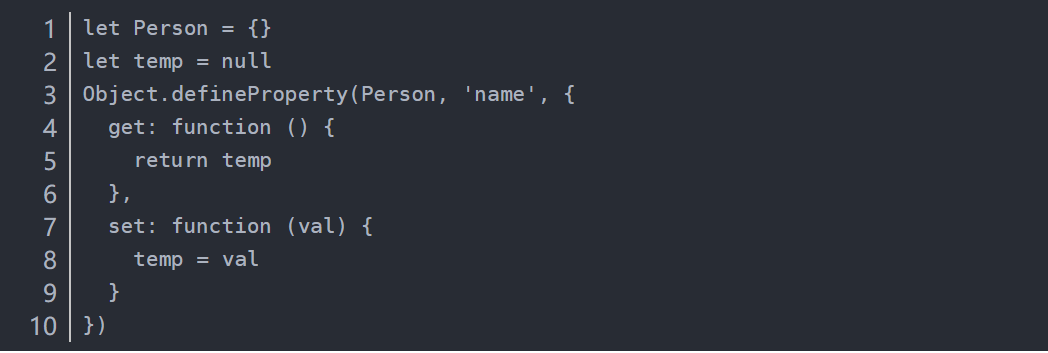 1 let Person = {}
2 let temp = null
3 Object.defineProperty(Person, 'name', {
4   get: function () {
5     return temp
6   },
7   set: function (val) {
8     temp = val
9   }
10 })